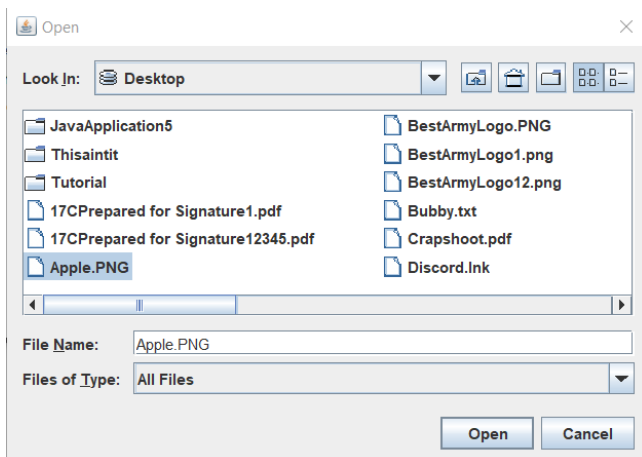 Open
Look In: Desktop
JavaApplication5
Thisaintit
Tutorial
17CPrepared for Signature1.pdf
17CPrepared for Signature12345.pdf
Apple.PNG
BestArmyLogo.PNG
BestArmyLogo1.png
BestArmyLogo12.png
Bubby.txt
Crapshoot.pdf
Discord.lnk
File Name: Apple.PNG
Files of Type: All Files
Open Cancel